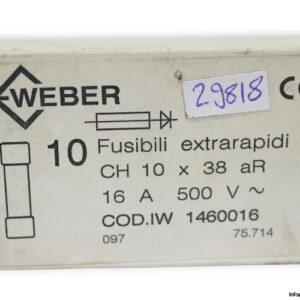 WEBER
29818
CE
10 Fusibili extrarapidi
CH 10 x 38 aR
16 A 500 V ~
COD.IW 1460016
097 75.714